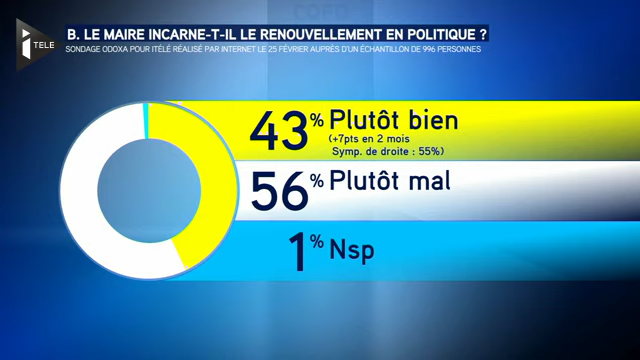 i TELE
B. LE MAIRE INCARNE-T-IL LE RENOUVELLEMENT EN POLITIQUE ?
SONDAGE ODOXA POUR ITÉLÉ RÉALISÉ PAR INTERNET LE 25 FÉVRIER AUPRÈS D'UN ÉCHANTILLON DE 996 PERSONNES
43% Plutôt bien
(+7pts en 2 mois
Symp. de droite : 55%)
56% Plutôt mal
1% Nsp